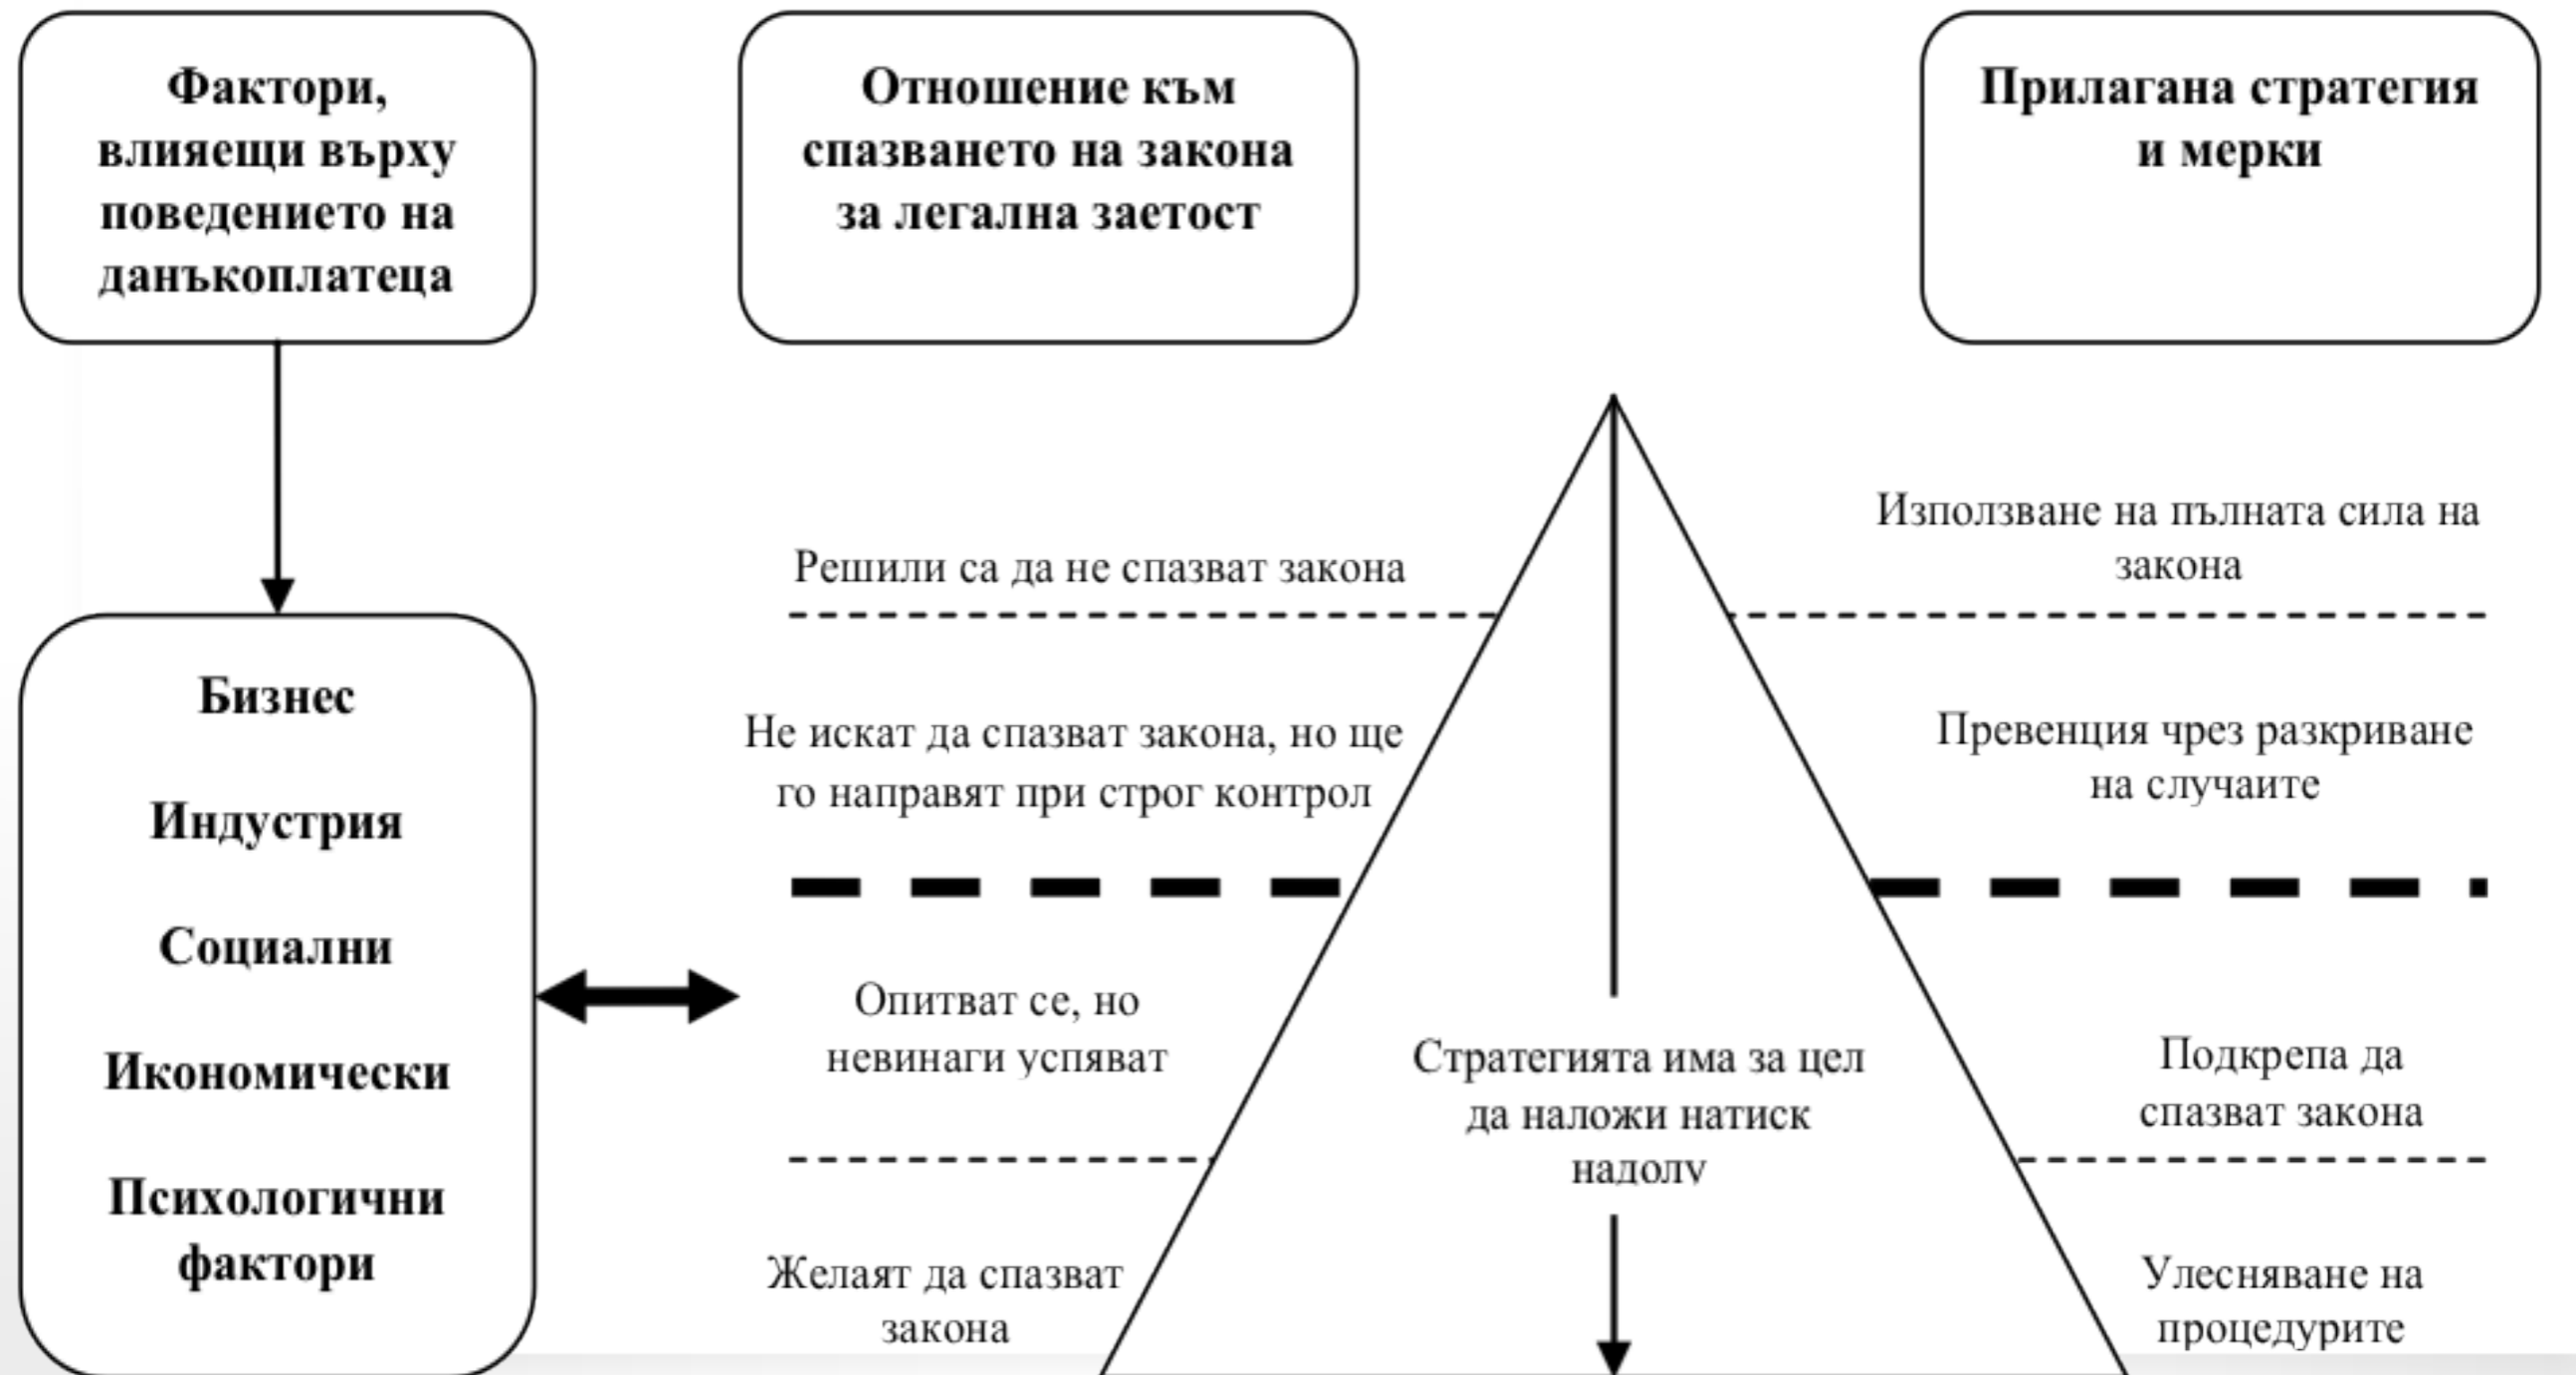 Фактори,
влияещи върху
поведението на
данъкоплатеца
Отношение към
спазването на закона
за легална заетост
Прилагана стратегия
и мерки
Бизнес
Индустрия
Социални
Икономически
Психологични
фактори
Решили са да не спазват закона
Не искат да спазват закона, но ще
го направят при строг контрол
Опитват се, но
невинаги успяват
Желаят да спазват
закона
Стратегията има за цел
да наложи натиск
надолу
Използване на пълната сила на
закона
Превенция чрез разкриване
на случаите
Подкрепа да
спазват закона
Улесняване на
процедурите